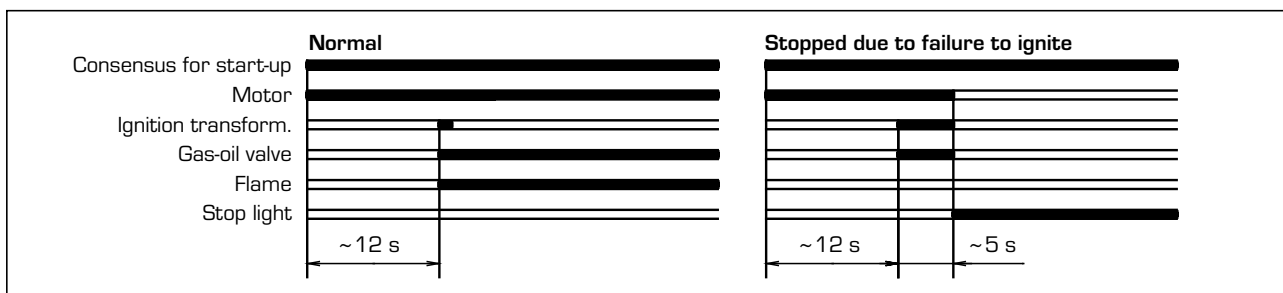 Normal
Stopped due to failure to ignite
Consensus for start-up
Motor
Ignition transform.
Gas-oil valve
Flame
Stop light
~12 s
~12 s
~5 s